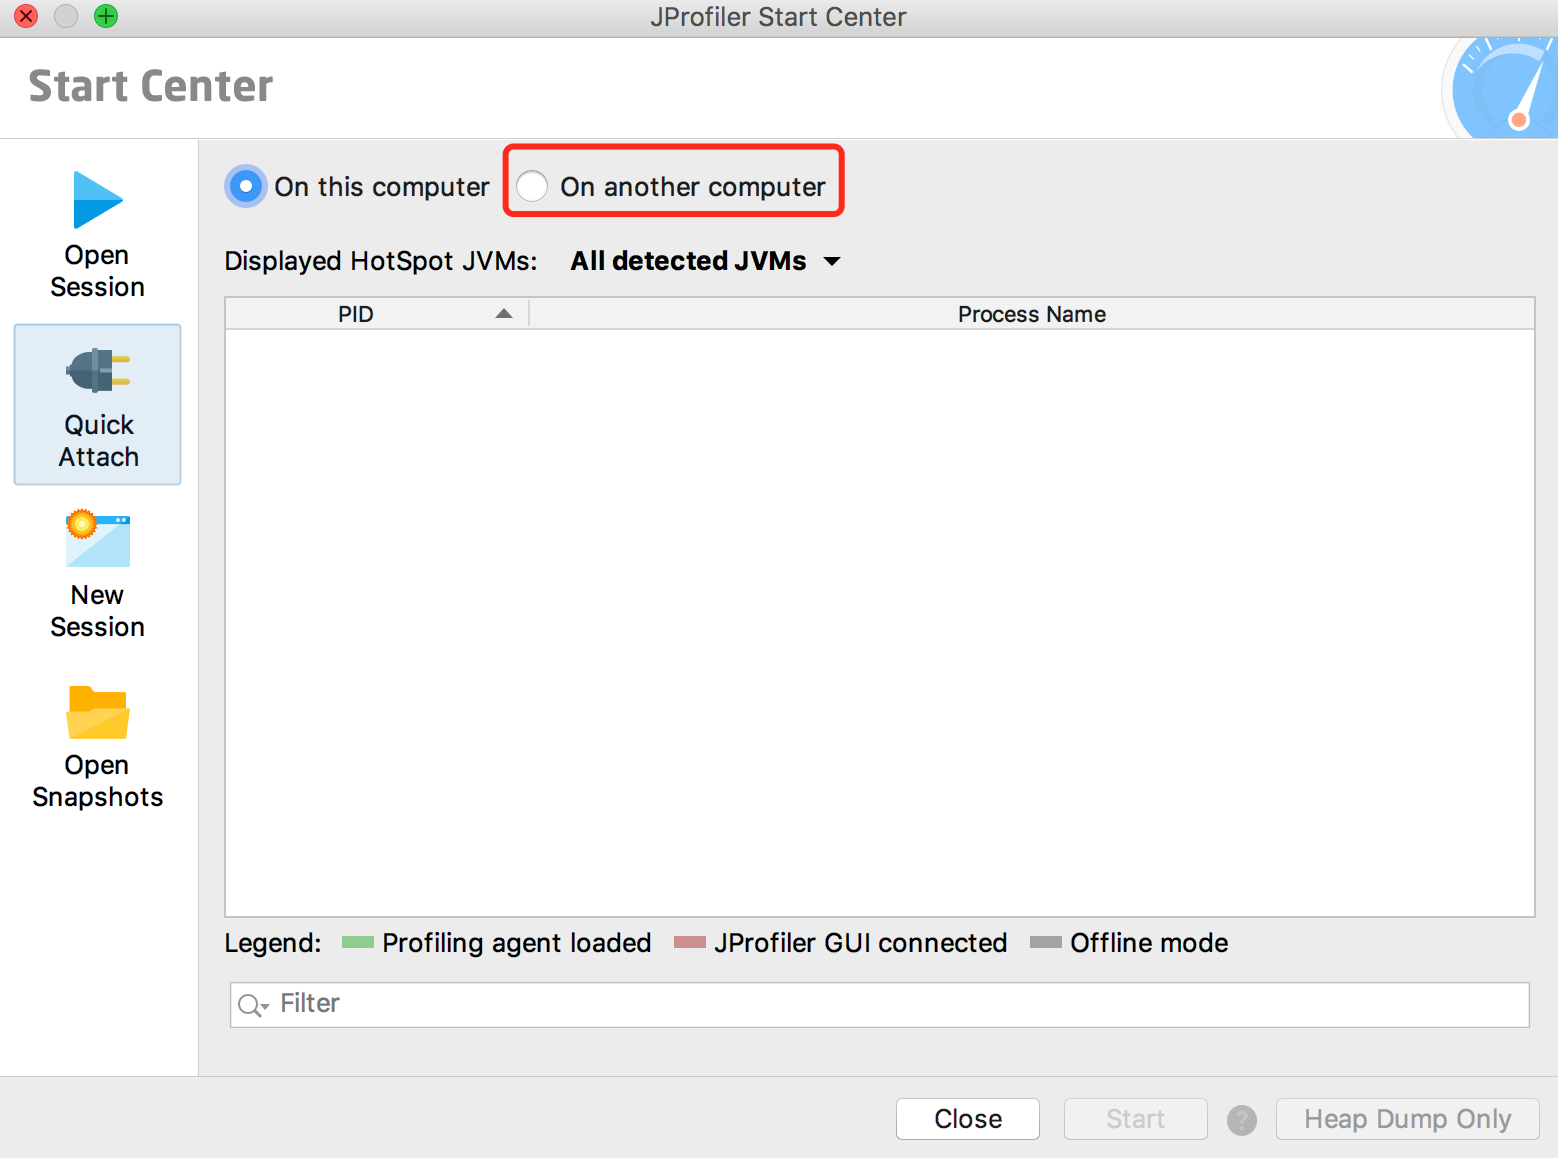 JProfiler Start Center
Start Center
Open
Session
Quick
Attach
New
Session
Open
Snapshots
On this computer On another computer
Displayed HotSpot JVMs: All detected JVMs
PID Process Name
Legend: Profiling agent loaded JProfiler GUI connected Offline mode
Filter
Close Start ? Heap Dump Only